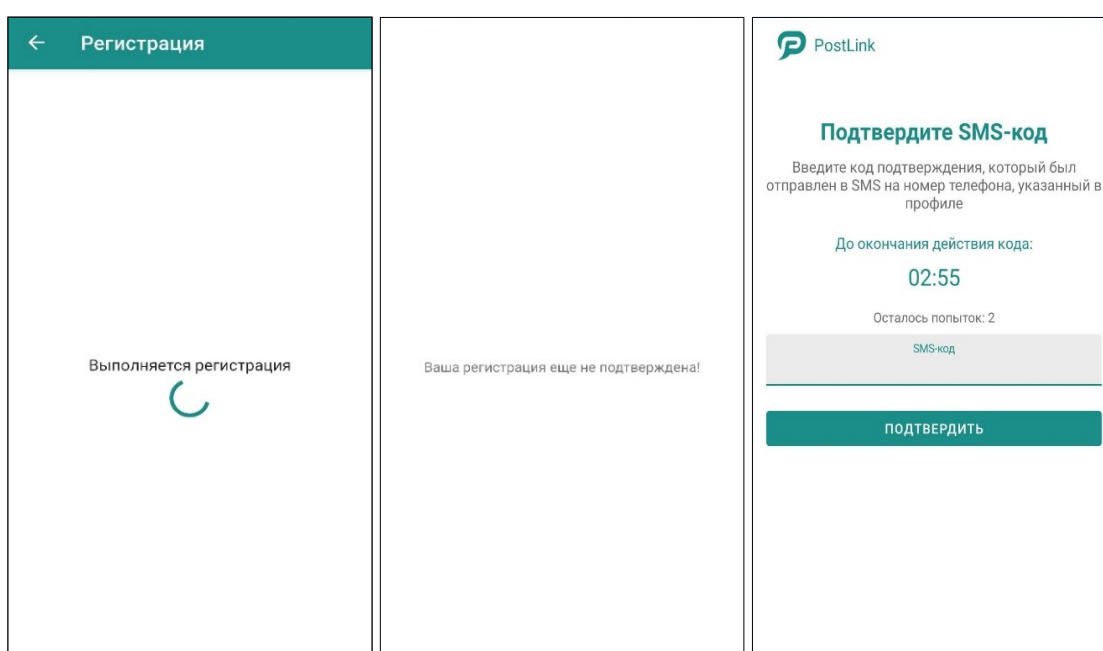 Регистрация
Выполняется регистрация
Ваша регистрация еще не подтверждена!
PostLink
Подтвердите SMS-код
Введите код подтверждения, который был
отправлен в SMS на номер телефона, указанный в
профиле
До окончания действия кода:
02:55
Осталось попыток: 2
SMS-код
ПОДТВЕРДИТЬ